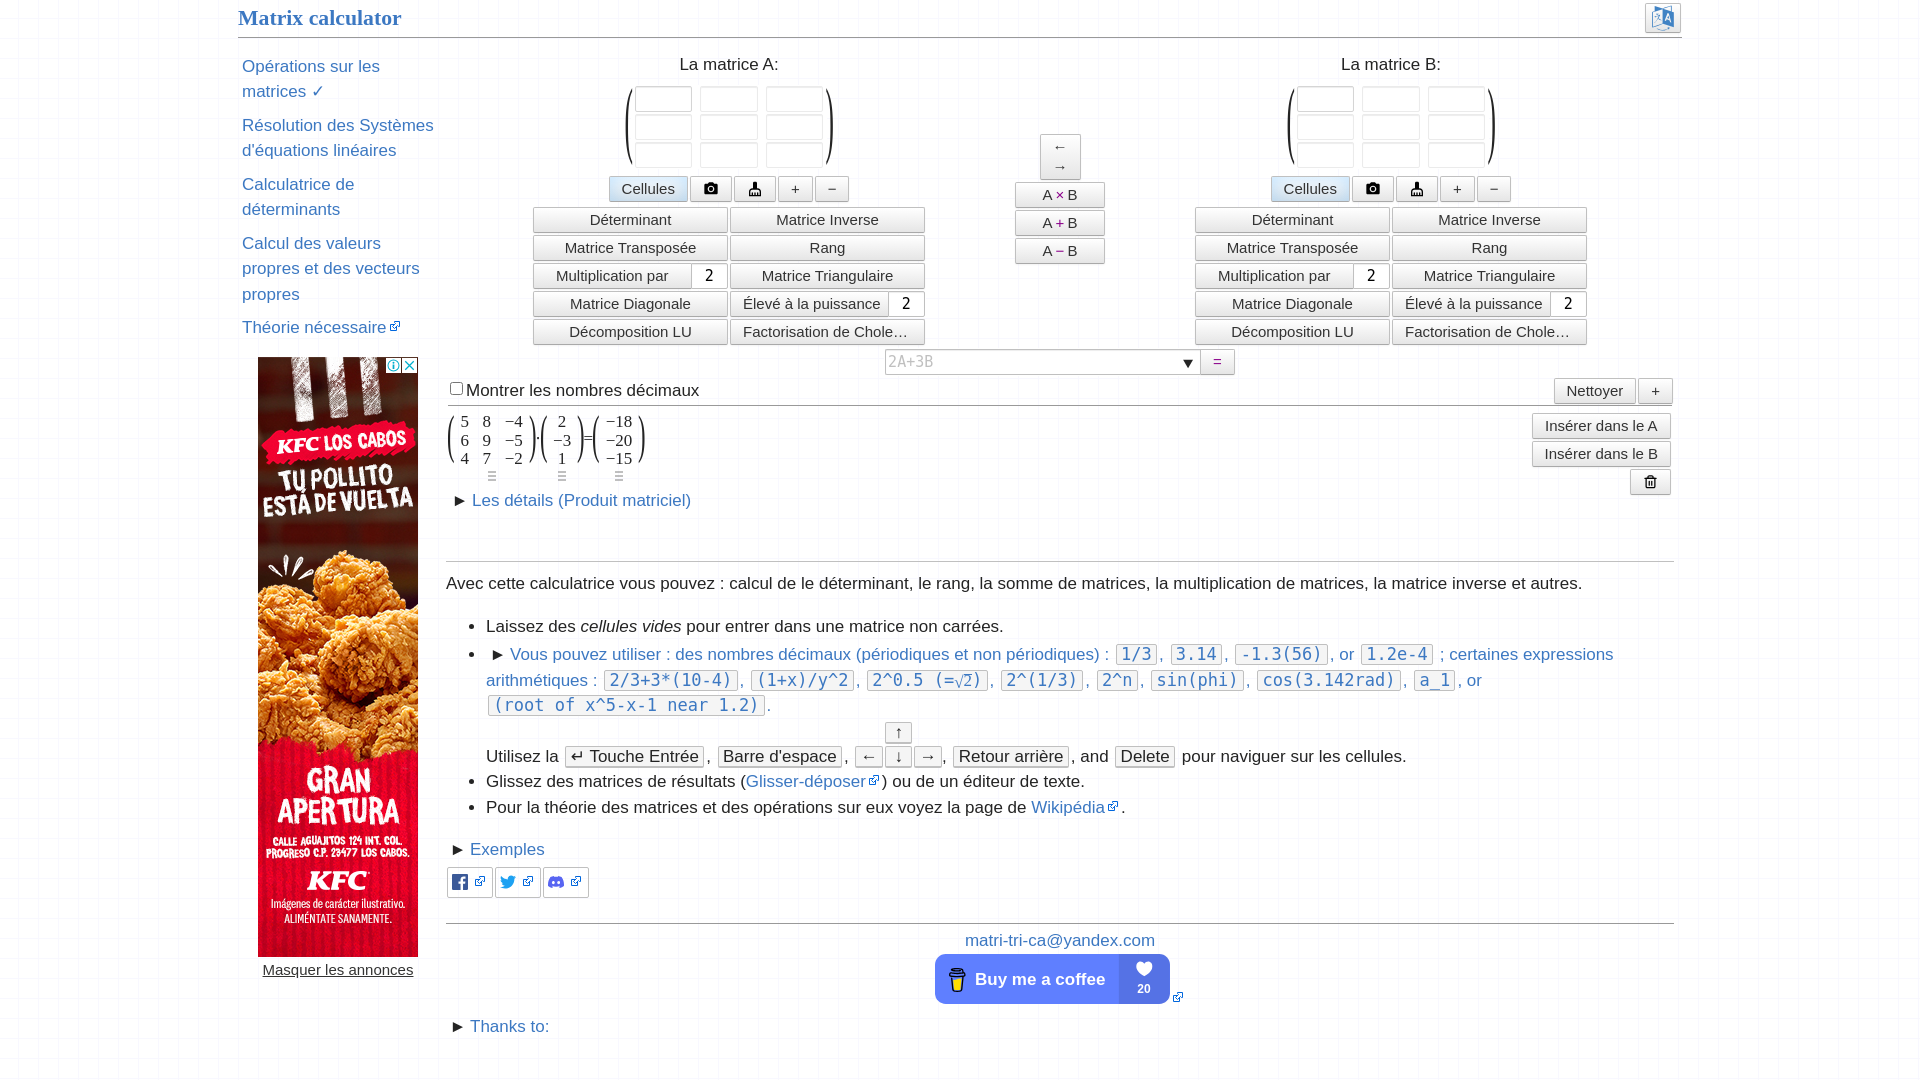 Matrix calculator
Opérations sur les
matrices ✓
Résolution des Systèmes
d'équations linéaires
Calculatrice de
déterminants
Calcul des valeurs
propres et des vecteurs
propres
Théorie nécessaire
KFC LOS CABOS
TU POLLITO
ESTÁ DE VUELTA
GRAN
APERTURA
CALLE AGUAJITOS 124 INT. COL.
PROGRESO C.P. 23477 LOS CABOS.
KFC
Imágenes de carácter ilustrativo.
ALIMÉNTATE SANAMENTE.
Masquer les annonces
La matrice A:
Cellules + −
Déterminant Matrice Inverse
Matrice Transposée Rang
Multiplication par 2 Matrice Triangulaire
Matrice Diagonale Élevé à la puissance 2
Décomposition LU Factorisation de Chole…
←
→
A × B
A + B
A − B
La matrice B:
Cellules + −
Déterminant Matrice Inverse
Matrice Transposée Rang
Multiplication par 2 Matrice Triangulaire
Matrice Diagonale Élevé à la puissance 2
Décomposition LU Factorisation de Chole…
2A+3B ▼ =
Montrer les nombres décimaux Nettoyer +
5 8 −4 2 −18
6 9 −5 · −3 = −20
4 7 −2 1 −15
Insérer dans le A
Insérer dans le B
► Les détails (Produit matriciel)
Avec cette calculatrice vous pouvez : calcul de le déterminant, le rang, la somme de matrices, la multiplication de matrices, la matrice inverse et autres.
• Laissez des cellules vides pour entrer dans une matrice non carrées.
• ► Vous pouvez utiliser : des nombres décimaux (périodiques et non périodiques) : 1/3, 3.14, -1.3(56), or 1.2e-4 ; certaines expressions
arithmétiques : 2/3+3*(10-4), (1+x)/y^2, 2^0.5 (=√2), 2^(1/3), 2^n, sin(phi), cos(3.142rad), a_1, or
(root of x^5-x-1 near 1.2).
↑
Utilisez la ↵ Touche Entrée, Barre d'espace, ← ↓ →, Retour arrière, and Delete pour naviguer sur les cellules.
• Glissez des matrices de résultats (Glisser-déposer) ou de un éditeur de texte.
• Pour la théorie des matrices et des opérations sur eux voyez la page de Wikipédia.
► Exemples
matri-tri-ca@yandex.com
Buy me a coffee 20
► Thanks to: